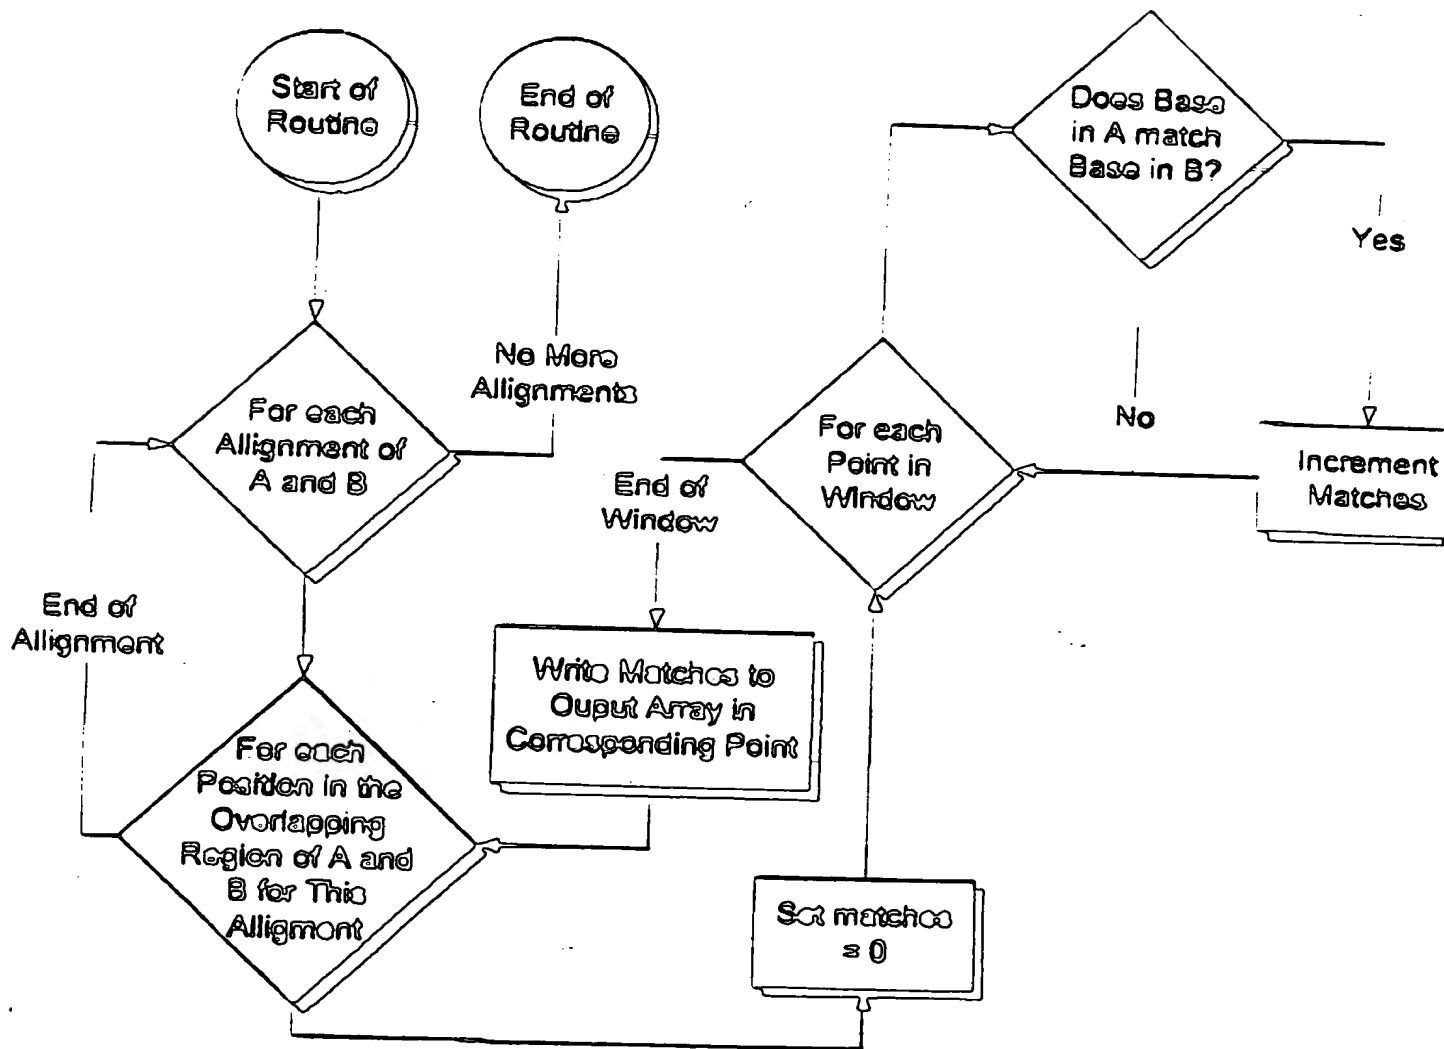 Start of
Routine
End of
Routine
Does Base
in A match
Base in B?
Yes
No More
Allignments
For each
Allignment of
A and B
For each
Point in
Window
No
Increment
Matches
End of
Window
End of
Allignment
Write Matches to
Ouput Array in
Corresponding Point
For each
Position in the
Overlapping
Region of A and
B for This
Alligment
Set matches
= 0